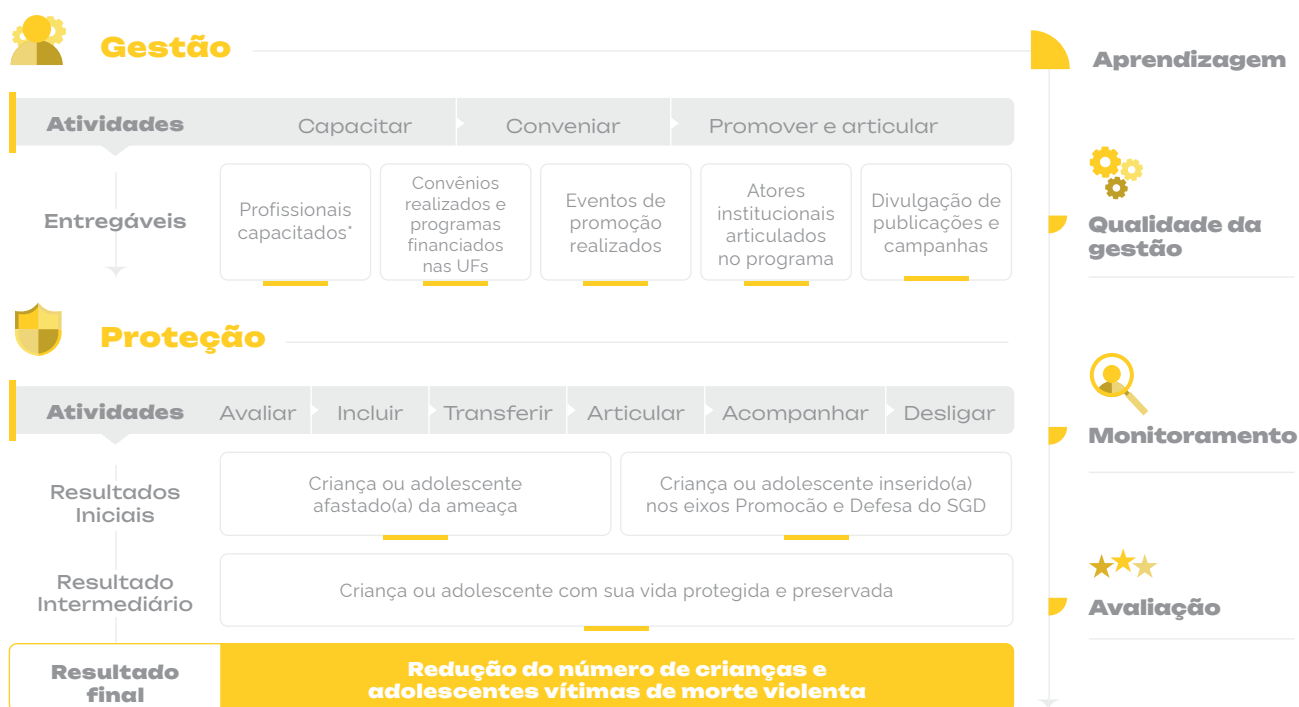 Gestão
Atividades
Capacitar
Conveniar
Promover e articular
Entregáveis
Profissionais
capacitados*
Convênios
realizados e
programas
financiados
nas UFs
Eventos de
promoção
realizados
Atores
institucionais
articulados
no programa
Divulgação de
publicações e
campanhas
Proteção
Atividades
Avaliar
Incluir
Transferir
Articular
Acompanhar
Desligar
Resultados
Iniciais
Criança ou adolescente
afastado(a) da ameaça
Criança ou adolescente inserido(a)
nos eixos Promocão e Defesa do SGD
Resultado
Intermediário
Criança ou adolescente com sua vida protegida e preservada
Resultado
final
Redução do número de crianças e
adolescentes vítimas de morte violenta
Aprendizagem
Qualidade da
gestão
Monitoramento
Avaliação